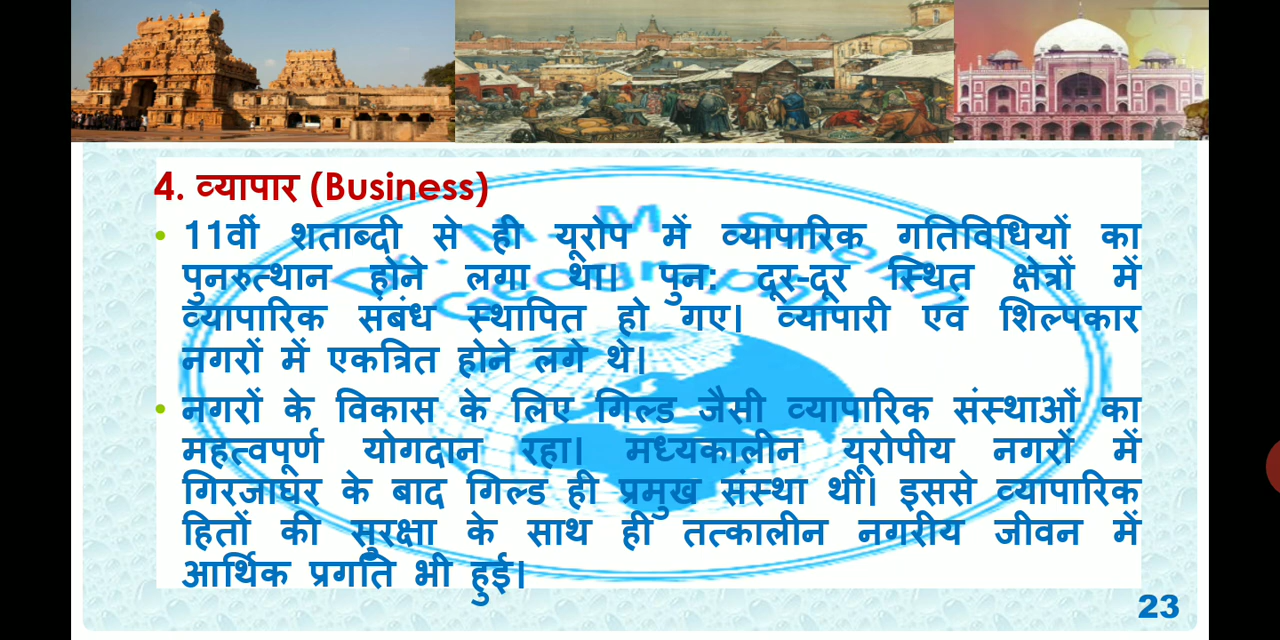 4. व्यापार (Business)
• 11वीं शताब्दी से ही यूरोप में व्यापारिक गतिविधियों का
पुनरुत्थान होने लगा था। पुन: दूर-दूर स्थित क्षेत्रों में
व्यापारिक संबंध स्थापित हो गए। व्यापारी एवं शिल्पकार
नगरों में एकत्रित होने लगे थे।
• नगरों के विकास के लिए गिल्ड जैसी व्यापारिक संस्थाओं का
महत्वपूर्ण योगदान रहा। मध्यकालीन यूरोपीय नगरों में
गिरजाघर के बाद गिल्ड ही प्रमुख संस्था थी। इससे व्यापारिक
हितों की सुरक्षा के साथ ही तत्कालीन नगरीय जीवन में
आर्थिक प्रगति भी हुई।
23